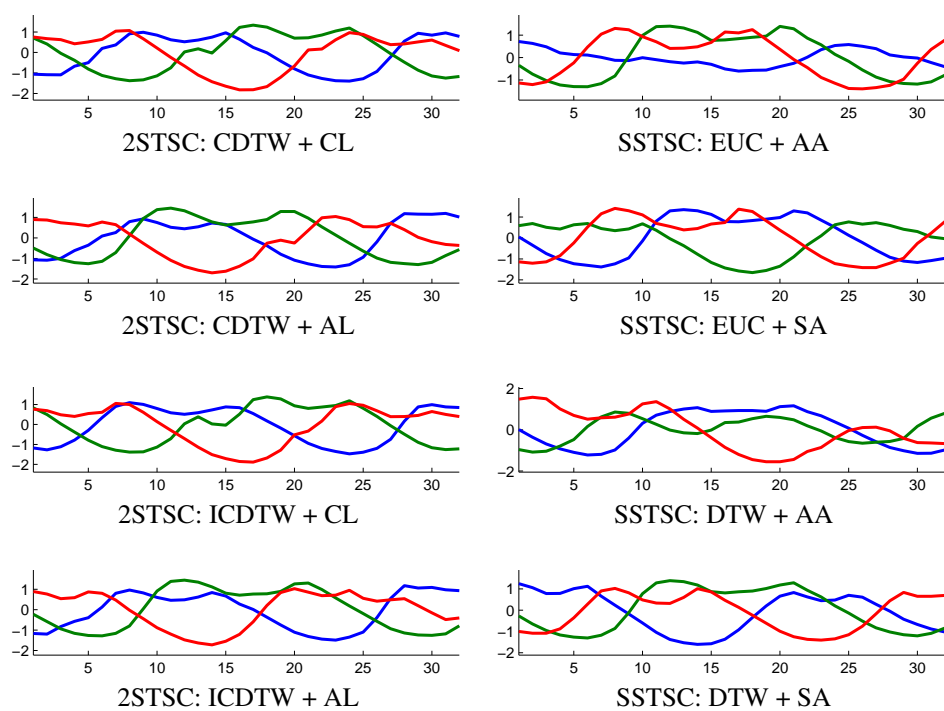 1
0
−1
−2
5 10 15 20 25 30
2STSC: CDTW + CL
1
0
−1
5 10 15 20 25 30
SSTSC: EUC + AA
1
0
−1
−2
5 10 15 20 25 30
2STSC: CDTW + AL
1
0
−1
−2
5 10 15 20 25 30
SSTSC: EUC + SA
1
0
−1
−2
5 10 15 20 25 30
2STSC: ICDTW + CL
2
0
−2
5 10 15 20 25 30
SSTSC: DTW + AA
1
0
−1
−2
5 10 15 20 25 30
2STSC: ICDTW + AL
1
0
−1
−2
5 10 15 20 25 30
SSTSC: DTW + SA